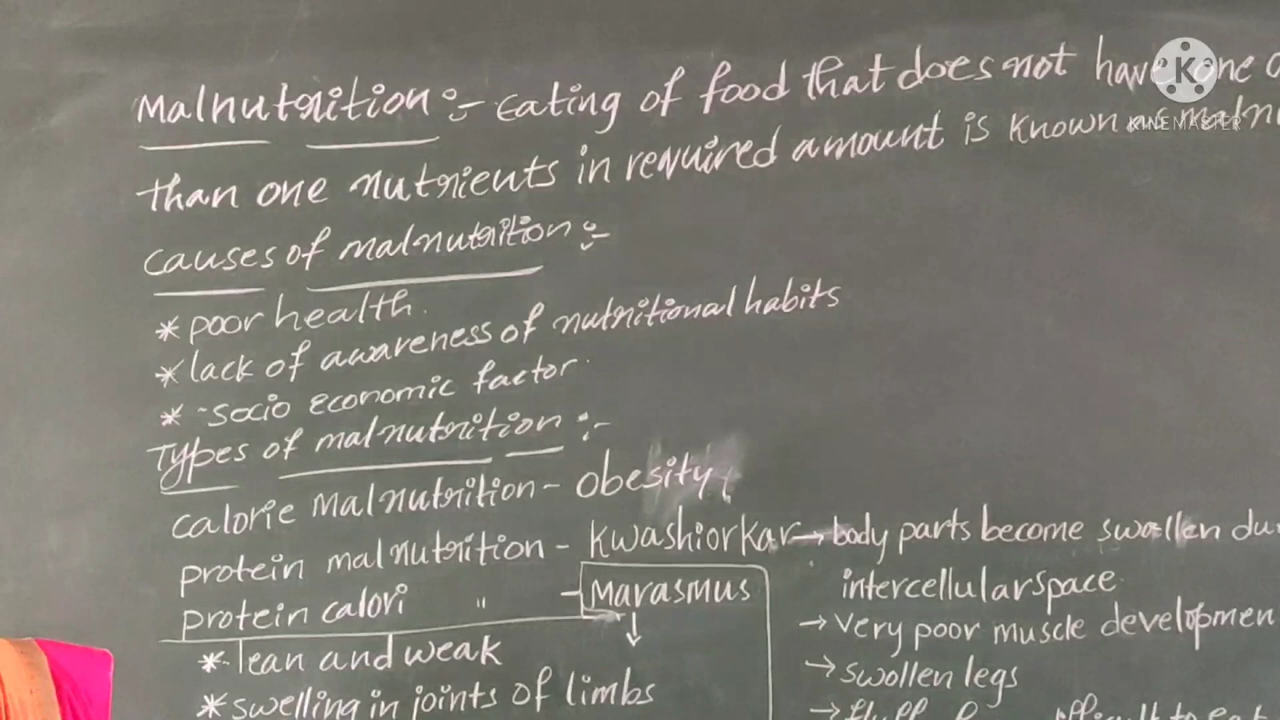 Malnutrition :- Eating of food that does not have one
than one nutrients in required amount is known as
causes of malnutrition :-
* poor health.
* lack of awareness of nutritional habits
* -socio economic factor.
Types of malnutrition :-
calorie malnutrition - obesity
protein malnutrition - kwashiorkar → body parts become swollen
intercellular space.
protein calori " - Marasmus
→ very poor muscle
* lean and weak
→ swollen legs
* swelling in joints of limbs
KINEMASTER